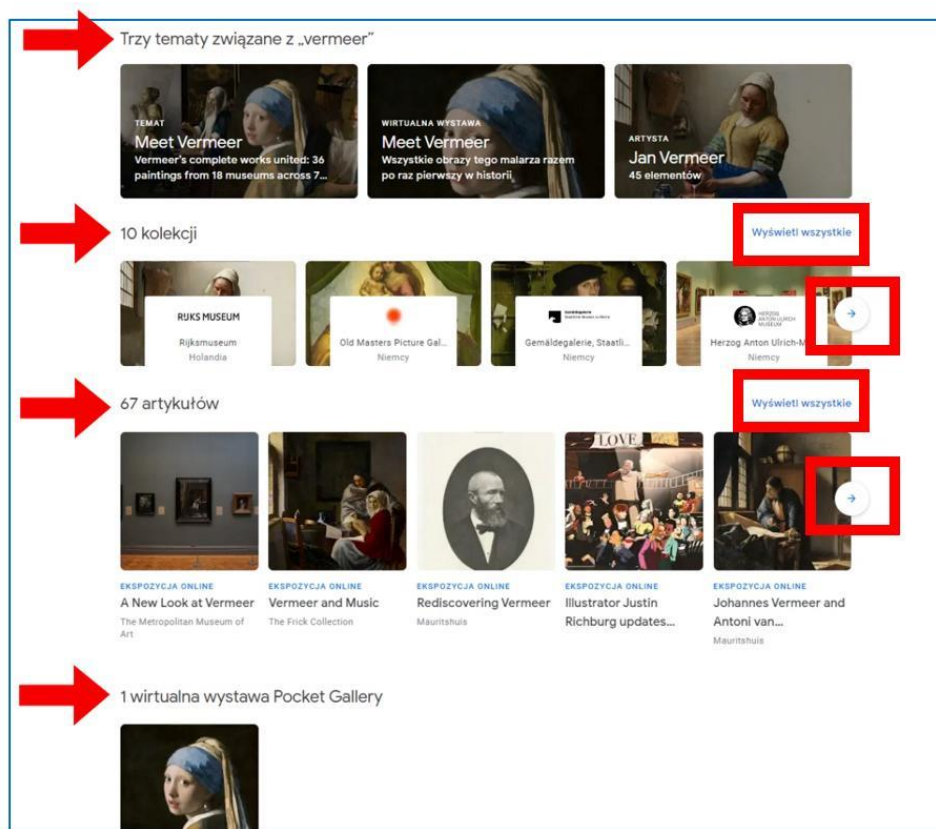 Trzy tematy związane z „vermeer”
TEMAT
Meet Vermeer
Vermeer's complete works united: 36
paintings from 18 museums across 7...
WIRTUALNA WYSTAWA
Meet Vermeer
Wszystkie obrazy tego malarza razem
po raz pierwszy w historii
ARTYSTA
Jan Vermeer
45 elementów
10 kolekcji
Wyświetl wszystkie
RIJKS MUSEUM
Rijksmuseum
Holandia
Old Masters Picture Gal...
Niemcy
Gemäldegalerie
Gemäldegalerie, Staatli...
Niemcy
HERZOG
ANTON ULRICH
MUSEUM
Herzog Anton Ulrich-M...
Niemcy
67 artykułów
Wyświetl wszystkie
LOVE
EKSPOZYCJA ONLINE
A New Look at Vermeer
The Metropolitan Museum of
Art
EKSPOZYCJA ONLINE
Vermeer and Music
The Frick Collection
EKSPOZYCJA ONLINE
Rediscovering Vermeer
Mauritshuis
EKSPOZYCJA ONLINE
Illustrator Justin
Richburg updates...
EKSPOZYCJA ONLINE
Johannes Vermeer and
Antoni van...
Mauritshuis
1 wirtualna wystawa Pocket Gallery